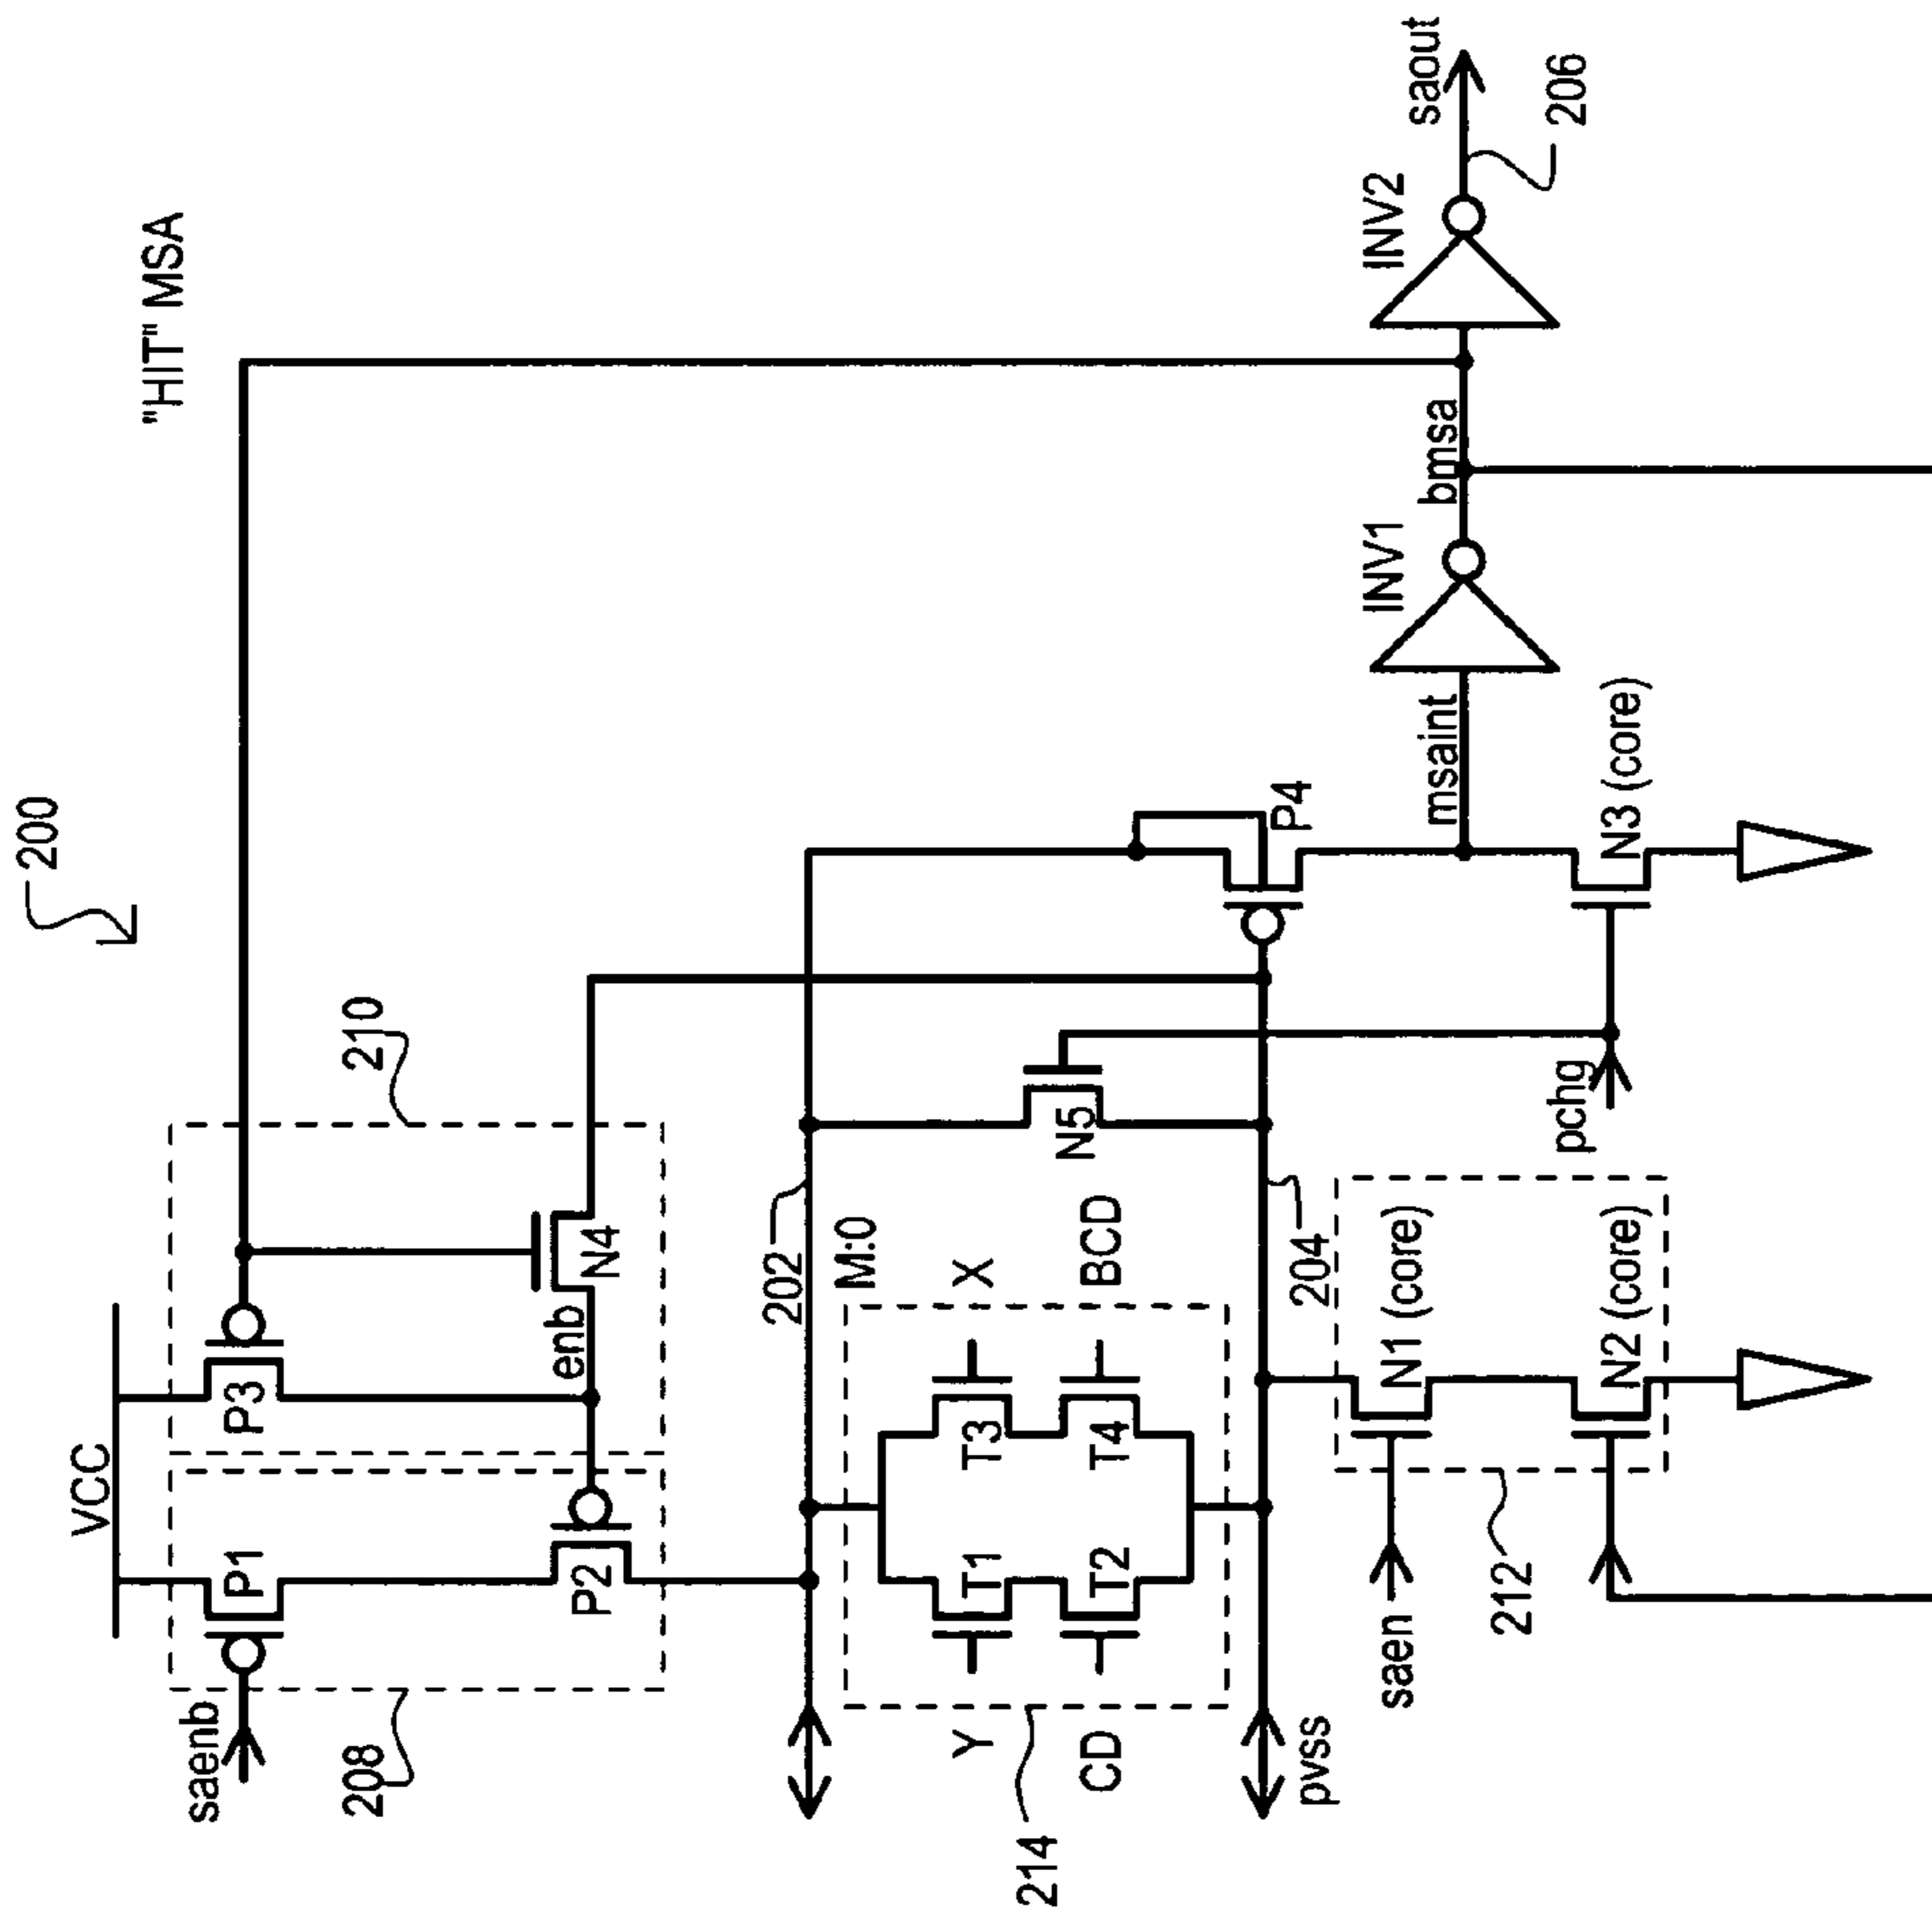 200
"HIT" MSA
VCC
saenb
P1
P3
208
210
P2
enb
N4
202
M:0
Y
X
T1
T3
CD
BCD
T2
T4
214
N5
204
pvss
P4
saen
N1 (core)
N2 (core)
212
pchg
N3 (core)
msaint
INV1
bmsa
INV2
saout
206